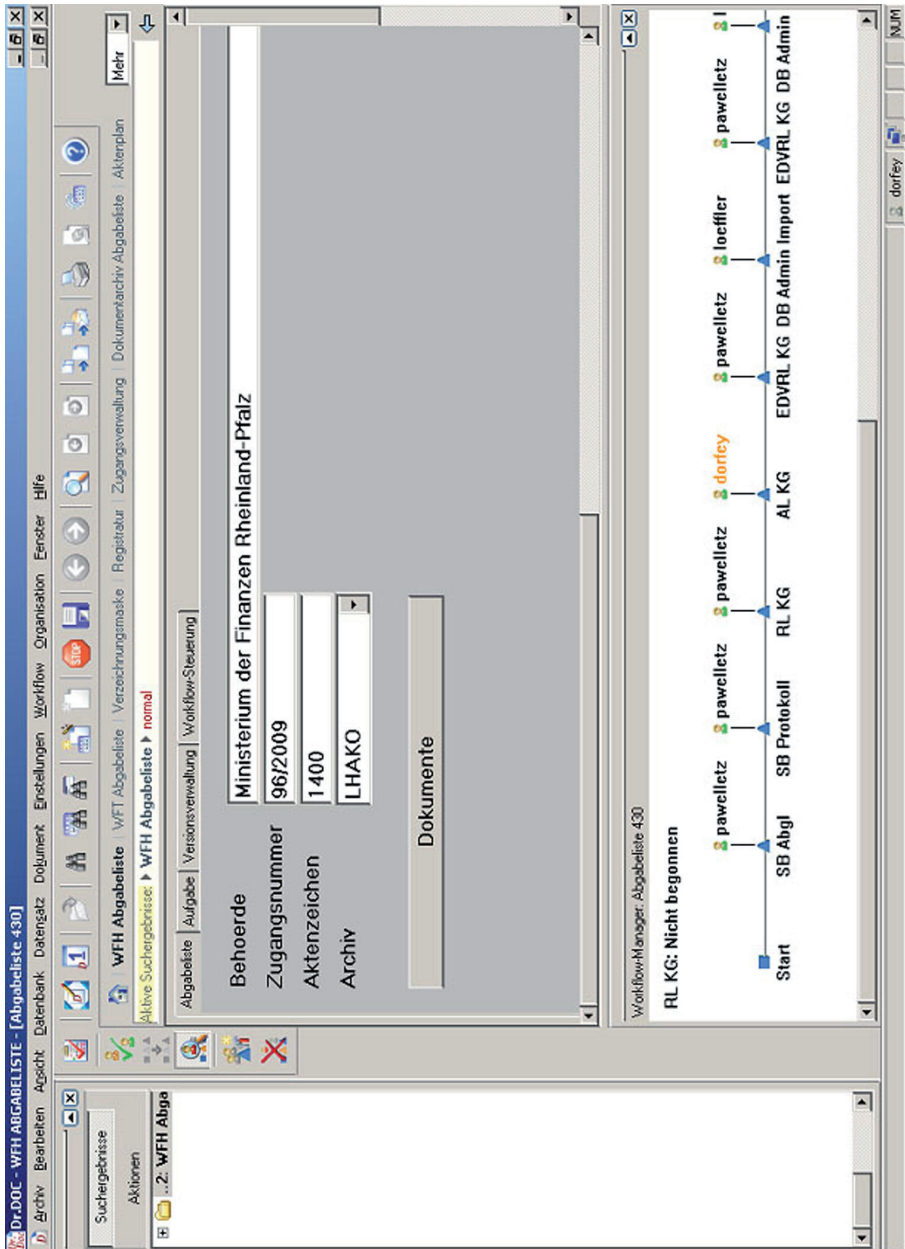 Dr.DOC - WFH ABGABELISTE - [Abgabeliste 430]
Archiv Bearbeiten Ansicht Datenbank Datensatz Dokument Einstellungen Workflow Organisation Fenster Hilfe
WFH Abgabeliste | WFT Abgabeliste | Verzeichnungsmaske | Registratur | Zugangsverwaltung | Dokumentarchiv Abgabeliste | Aktenplan
Mehr
Aktive Suchergebnisse: WFH Abgabeliste normal
Suchergebnisse
Aktionen
..2: WFH Abga
Abgabeliste Aufgabe Versionsverwaltung Workflow-Steuerung
Behoerde Ministerium der Finanzen Rheinland-Pfalz
Zugangsnummer 96/2009
Aktenzeichen 1400
Archiv LHAKO
Dokumente
Workflow-Manager: Abgabeliste 430
RL KG: Nicht begonnen
pawelletz pawelletz pawelletz dorfey pawelletz loeffler pawelletz l
Start SB Abgl SB Protokoll RL KG AL KG EDVRL KG DB Admin Import EDVRL KG DB Admin
dorfey NUM